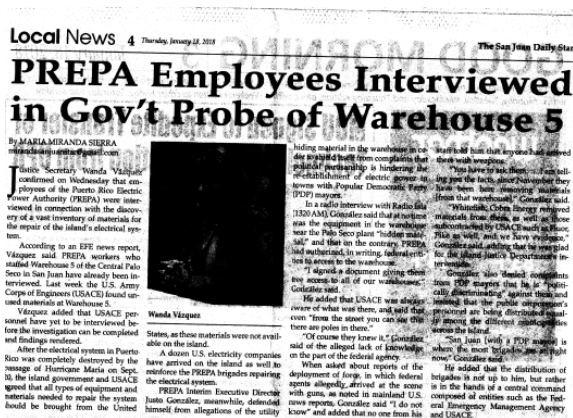 Local News 4 Thursday, January 18, 2018
The San Juan Daily Star
PREPA Employees Interviewed
in Gov't Probe of Warehouse 5
By MARIA MIRANDA SIERRA
Justice Secretary Wanda Vázquez
confirmed on Wednesday that em-
ployees of the Puerto Rico Electric
Power Authority (PREPA) were inter-
viewed in connection with the discov-
ery of a vast inventory of materials for
the repair of the island's electrical sys-
tem.
According to an EFE news report,
Vázquez said PREPA workers who
staffed Warehouse 5 of the Central Palo
Seco in San Juan have already been in-
terviewed. Last week the U.S. Army
Corps of Engineers (USACE) found un-
used materials at Warehouse 5.
Vázquez added that USACE per-
sonnel have yet to be interviewed be-
fore the investigation can be completed
and findings rendered.
After the electrical system in Puerto
Rico was completely destroyed by the
passage of Hurricane Maria on Sept.
20, the island government and USACE
agreed that all types of equipment and
materials needed to repair the system
should be brought from the United
Wanda Vázquez
States, as these materials were not avail-
able on the island.
A dozen U.S. electricity companies
have arrived on the island as well to
reinforce the PREPA brigades repairing
the electrical system.
PREPA Interim Executive Director
Justo González, meanwhile, defended
himself from allegations of the utility
hiding material in the warehouse in or-
der to shield itself from complaints that
political partisanship is hindering the
re-establishment of electric power in
towns with Popular Democratic Party
(PDP) mayors.
In a radio interview with Radio Isla
(1320 AM), González said that at no time
was the equipment in the warehouse
near the Palo Seco plant "hidden mate-
rial," and that on the contrary, PREPA
had authorized, in writing, federal enti-
ties to access to the warehouse.
"I signed a document giving them
free access to all of our warehouses,"
González said.
He added that USACE was always
aware of what was there, and said that
even "from the street you can see that
there are poles in there."
"Of course they knew it," González
said of the alleged lack of knowledge
on the part of the federal agency.
When asked about reports of the
deployment of force, in which federal
agents allegedly arrived at the scene
with guns, as noted in mainland U.S.
news reports, González said "I do not
know" and added that no one from his
staff told him that anyone had arrived
there with weapons.
"You have to ask them. ... I am tell-
ing you the facts, since November they
have been here removing materials
[from that warehouse]," González said.
"Whitefish, Cobra Energy removed
materials from there, as well as those
subcontracted by USACE such as Fluor,
Pike as well, and we have evidence,"
González said, adding that he was glad
for the island Justice Department's in-
tervention.
González also denied complaints
from PDP mayors that he is "politi-
cally discriminating" against them and
insisted that the public corporation's
personnel are being distributed equal-
ly among the different municipalities
across the island.
"San Juan [with a PDP mayor] is
where the most brigades are at right
now," González said.
He added that the distribution of
brigades is not up to him, but rather
in the hands of a central command
composed of entities such as the Fed-
eral Emergency Management Agency
and USACE.